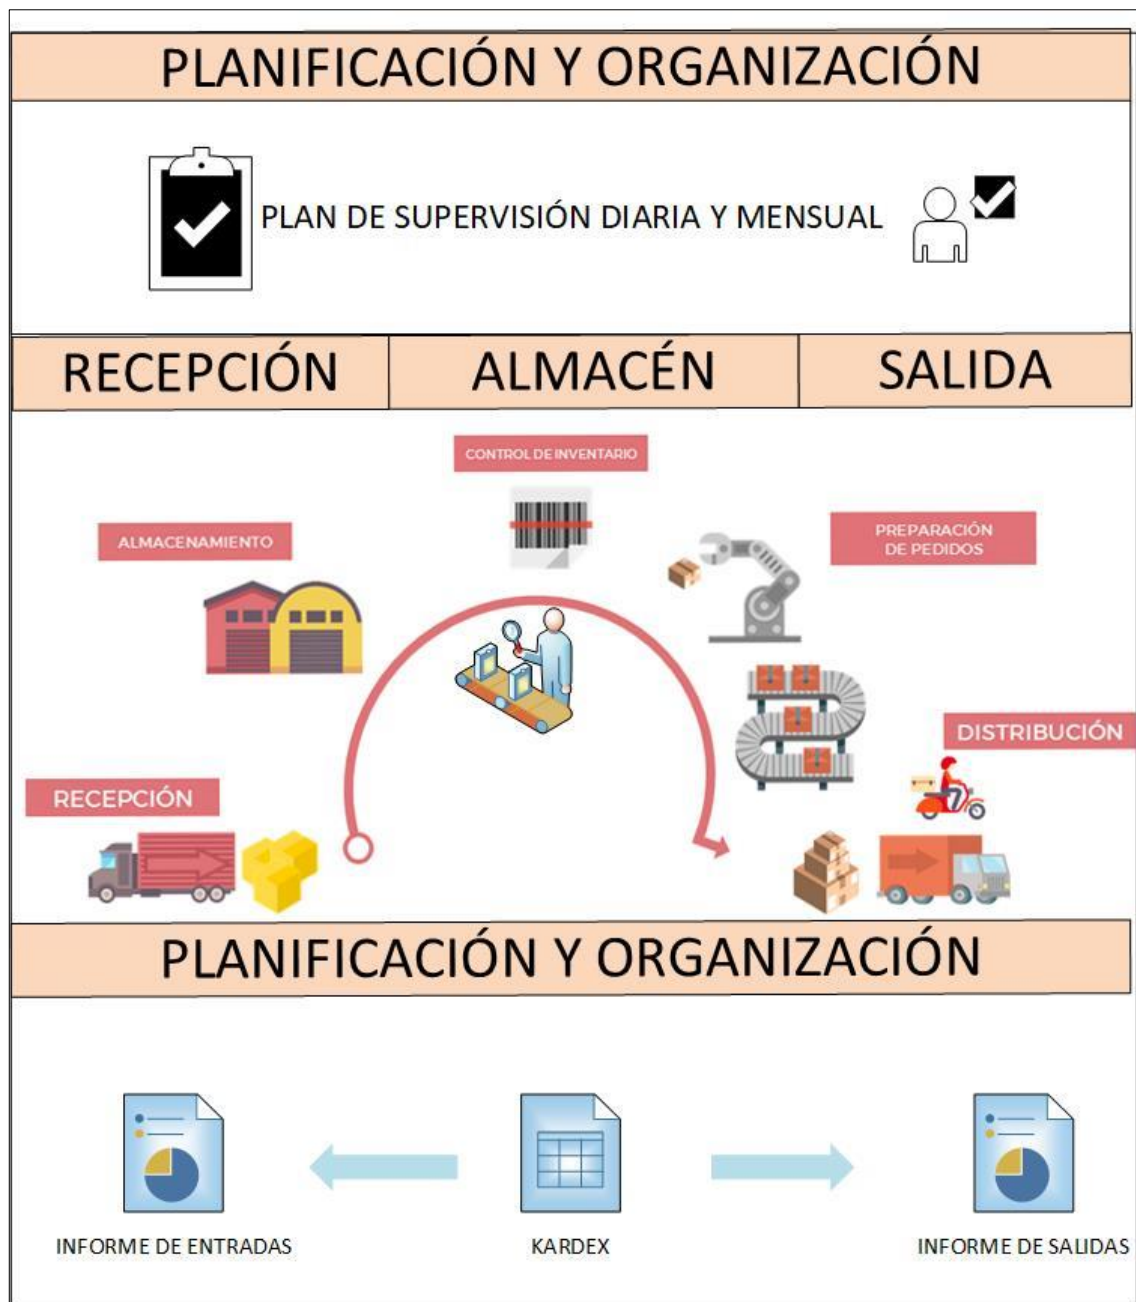 PLANIFICACIÓN Y ORGANIZACIÓN
PLAN DE SUPERVISIÓN DIARIA Y MENSUAL
RECEPCIÓN
ALMACÉN
SALIDA
CONTROL DE INVENTARIO
ALMACENAMIENTO
PREPARACIÓN
DE PEDIDOS
DISTRIBUCIÓN
RECEPCIÓN
PLANIFICACIÓN Y ORGANIZACIÓN
INFORME DE ENTRADAS
KARDEX
INFORME DE SALIDAS